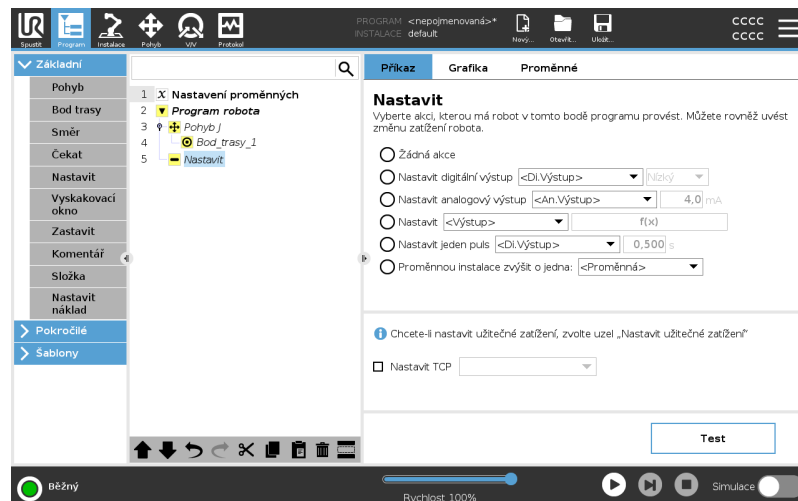 UR
Spustit
Program
Instalace
Pohyb
V/V
Protokol
PROGRAM <nepojmenovaná>*
INSTALACE default
Nový...
Otevřít...
Uložit...
cccc
cccc
Základní
Pohyb
Bod trasy
Směr
Čekat
Nastavit
Vyskakovací
okno
Zastavit
Komentář
Složka
Nastavit
náklad
Pokročilé
Šablony
1 X Nastavení proměnných
2 Program robota
3 Pohyb J
4 Bod_trasy_1
5 Nastavit
Příkaz Grafika Proměnné
Nastavit
Vyberte akci, kterou má robot v tomto bodě programu provést. Můžete rovněž uvést
změnu zatížení robota.
Žádná akce
Nastavit digitální výstup <Di.Výstup> Nízký
Nastavit analogový výstup <An.Výstup> 4,0 mA
Nastavit <Výstup> f(x)
Nastavit jeden puls <Di.Výstup> 0,500 s
Proměnnou instalace zvýšit o jedna: <Proměnná>
Chcete-li nastavit užitečné zatížení, zvolte uzel „Nastavit užitečné zatížení“
Nastavit TCP
Test
Běžný
Rychlost 100%
Simulace